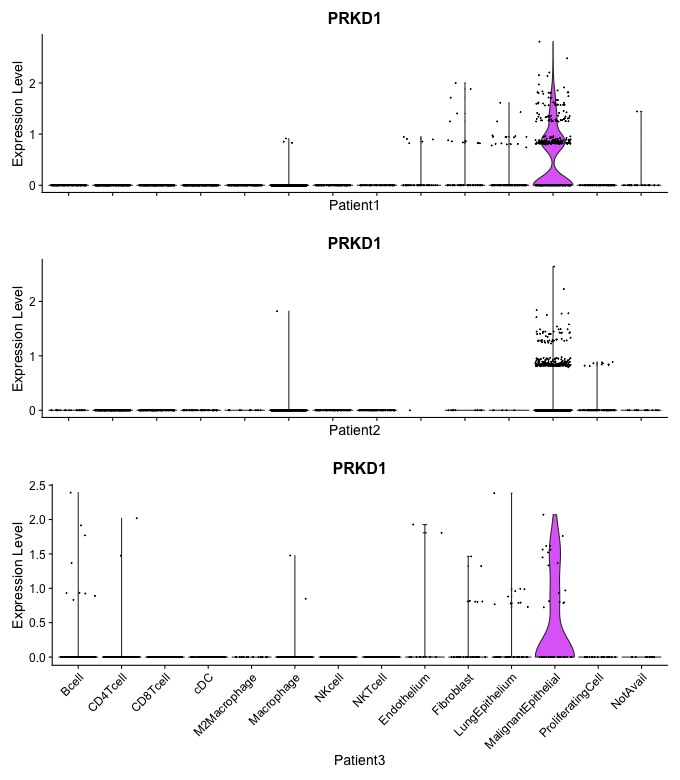 PRKD1
Expression Level
2
1
0
Patient1
PRKD1
Expression Level
2
1
0
Patient2
PRKD1
Expression Level
2.5
2.0
1.5
1.0
0.5
0.0
Bcell
CD4Tcell
CD8Tcell
cDC
M2Macrophage
Macrophage
NKcell
NKTcell
Endothelium
Fibroblast
LungEpithelium
MalignantEpithelial
ProliferatingCell
NotAvail
Patient3